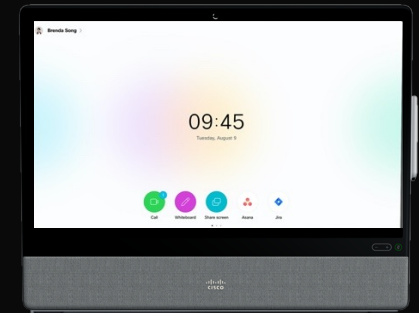 Brenda Song
09:45
Tuesday, August 9
Call
Whiteboard
Share screen
Asana
Jira
cisco